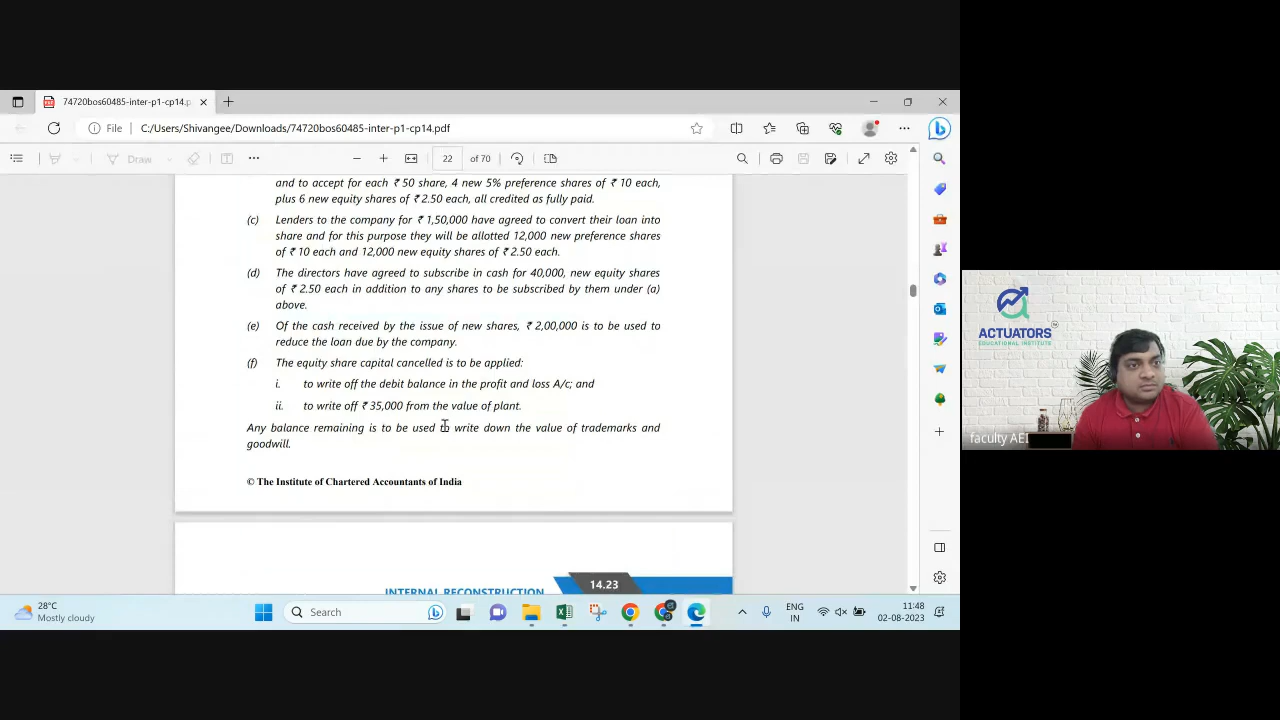 74720bos60485-inter-p1-cp14.p
File
C:/Users/Shivangee/Downloads/74720bos60485-inter-p1-cp14.pdf
Draw
22
of 70
and to accept for each ₹ 50 share, 4 new 5% preference shares of ₹ 10 each,
plus 6 new equity shares of ₹ 2.50 each, all credited as fully paid.
(c) Lenders to the company for ₹ 1,50,000 have agreed to convert their loan into
share and for this purpose they will be allotted 12,000 new preference shares
of ₹ 10 each and 12,000 new equity shares of ₹ 2.50 each.
(d) The directors have agreed to subscribe in cash for 40,000, new equity shares
of ₹ 2.50 each in addition to any shares to be subscribed by them under (a)
above.
(e) Of the cash received by the issue of new shares, ₹ 2,00,000 is to be used to
reduce the loan due by the company.
(f) The equity share capital cancelled is to be applied:
i. to write off the debit balance in the profit and loss A/c; and
ii. to write off ₹ 35,000 from the value of plant.
Any balance remaining is to be used to write down the value of trademarks and
goodwill.
© The Institute of Chartered Accountants of India
INTERNAL RECONSTRUCTION
14.23
ACTUATORS
EDUCATIONAL INSTITUTE
faculty AEI
28°C
Mostly cloudy
Search
ENG
IN
11:48
02-08-2023